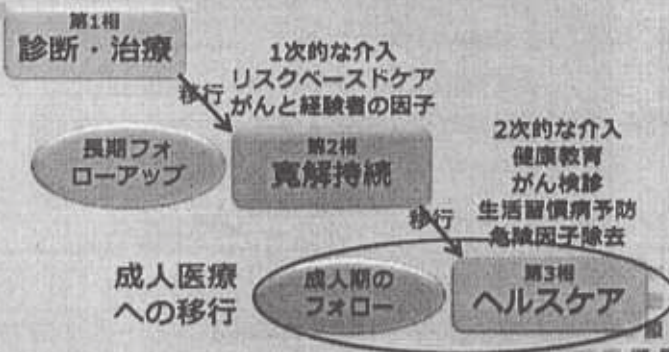 第1相
診断・治療
1次的な介入
リスクベースドケア
がんと経験者の因子
移行
長期フォ
ローアップ
第2相
寛解持続
2次的な介入
健康教育
がん検診
生活習慣病予防
危険因子除去
移行
成人医療
への移行
成人期の
フォロー
第3相
ヘルスケア